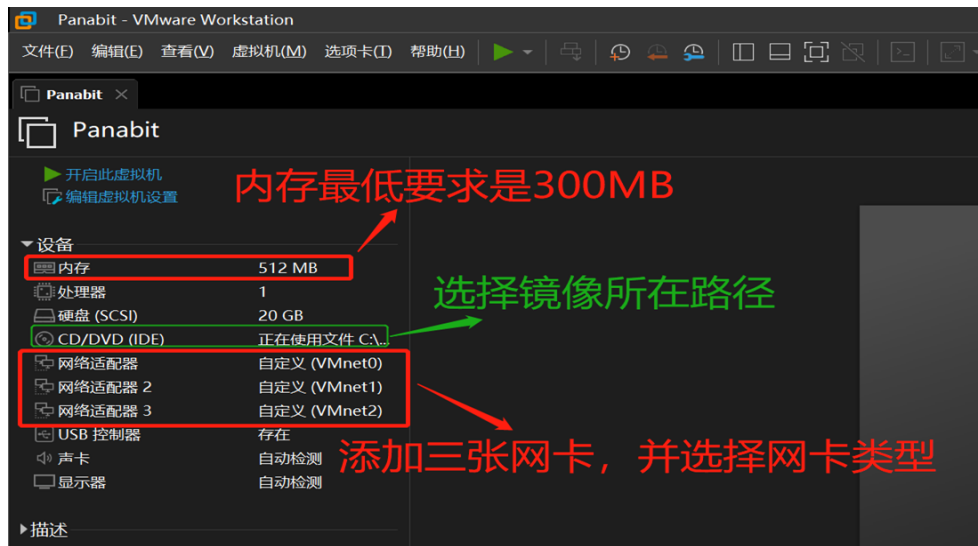 Panabit - VMware Workstation
文件(F) 编辑(E) 查看(V) 虚拟机(M) 选项卡(T) 帮助(H)
Panabit
Panabit
开启此虚拟机
编辑虚拟机设置
内存最低要求是300MB
设备
内存 512 MB
选择镜像所在路径
处理器 1
硬盘 (SCSI) 20 GB
CD/DVD (IDE) 正在使用文件 C:\...
网络适配器 自定义 (VMnet0)
网络适配器 2 自定义 (VMnet1)
网络适配器 3 自定义 (VMnet2)
USB 控制器 存在
添加三张网卡，并选择网卡类型
声卡 自动检测
显示器 自动检测
描述